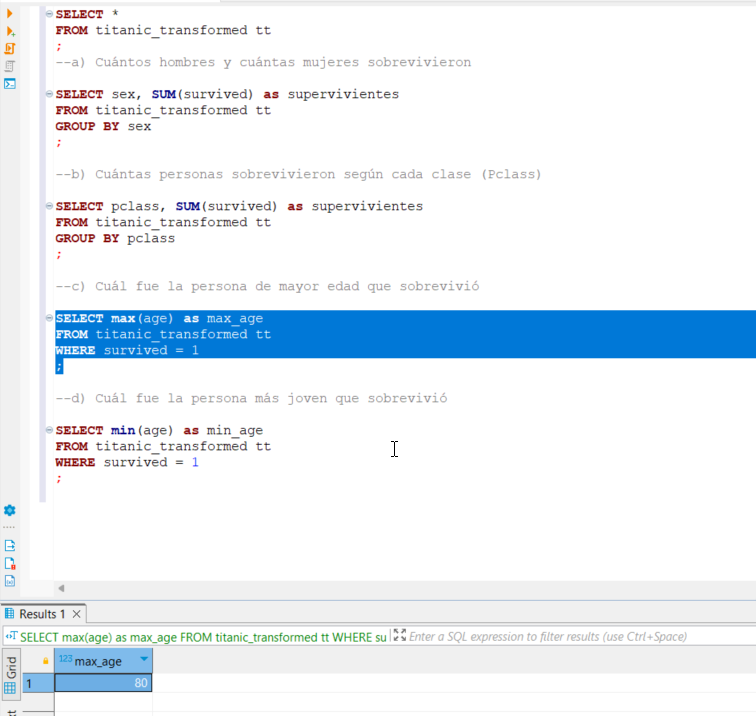 SELECT *
FROM titanic_transformed tt
;
--a) Cuántos hombres y cuántas mujeres sobrevivieron
SELECT sex, SUM(survived) as supervivientes
FROM titanic_transformed tt
GROUP BY sex
;
--b) Cuántas personas sobrevivieron según cada clase (Pclass)
SELECT pclass, SUM(survived) as supervivientes
FROM titanic_transformed tt
GROUP BY pclass
;
--c) Cuál fue la persona de mayor edad que sobrevivió
SELECT max(age) as max_age
FROM titanic_transformed tt
WHERE survived = 1
;
--d) Cuál fue la persona más joven que sobrevivió
SELECT min(age) as min_age
FROM titanic_transformed tt
WHERE survived = 1
;
Results 1
SELECT max(age) as max_age FROM titanic_transformed tt WHERE su
Enter a SQL expression to filter results (use Ctrl+Space)
Grid
123 max_age
1 80